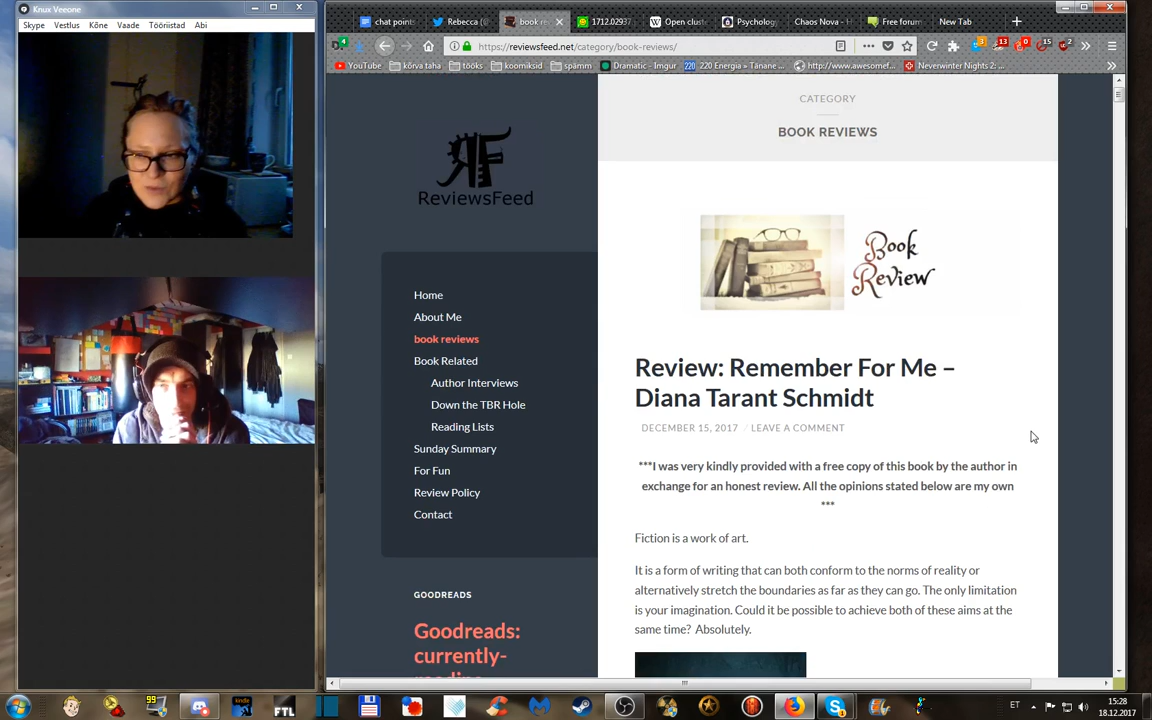 Knux Veeone
Skype Vestlus Kõne Vaade Tööriistad Abi
chat points
Rebecca (
book re
1712.02937
Open clust
Psychology
Chaos Nova - H
Free forum
New Tab
https://reviewsfeed.net/category/book-reviews/
YouTube
kõrva taha
tööks
koomiksid
spämm
Dramatic - Imgur
220 Energia » Tänane ...
http://www.awesomef...
Neverwinter Nights 2: ...
CATEGORY
BOOK REVIEWS
RF
ReviewsFeed
Home
About Me
book reviews
Book Related
Author Interviews
Down the TBR Hole
Reading Lists
Sunday Summary
For Fun
Review Policy
Contact
GOODREADS
Goodreads:
currently-
reading
Book
Review
Review: Remember For Me –
Diana Tarant Schmidt
DECEMBER 15, 2017 / LEAVE A COMMENT
***I was very kindly provided with a free copy of this book by the author in
exchange for an honest review. All the opinions stated below are my own
***
Fiction is a work of art.
It is a form of writing that can both conform to the norms of reality or
alternatively stretch the boundaries as far as they can go. The only limitation
is your imagination. Could it be possible to achieve both of these aims at the
same time? Absolutely.
99
kindle
FTL
ET
15:28
18.12.2017